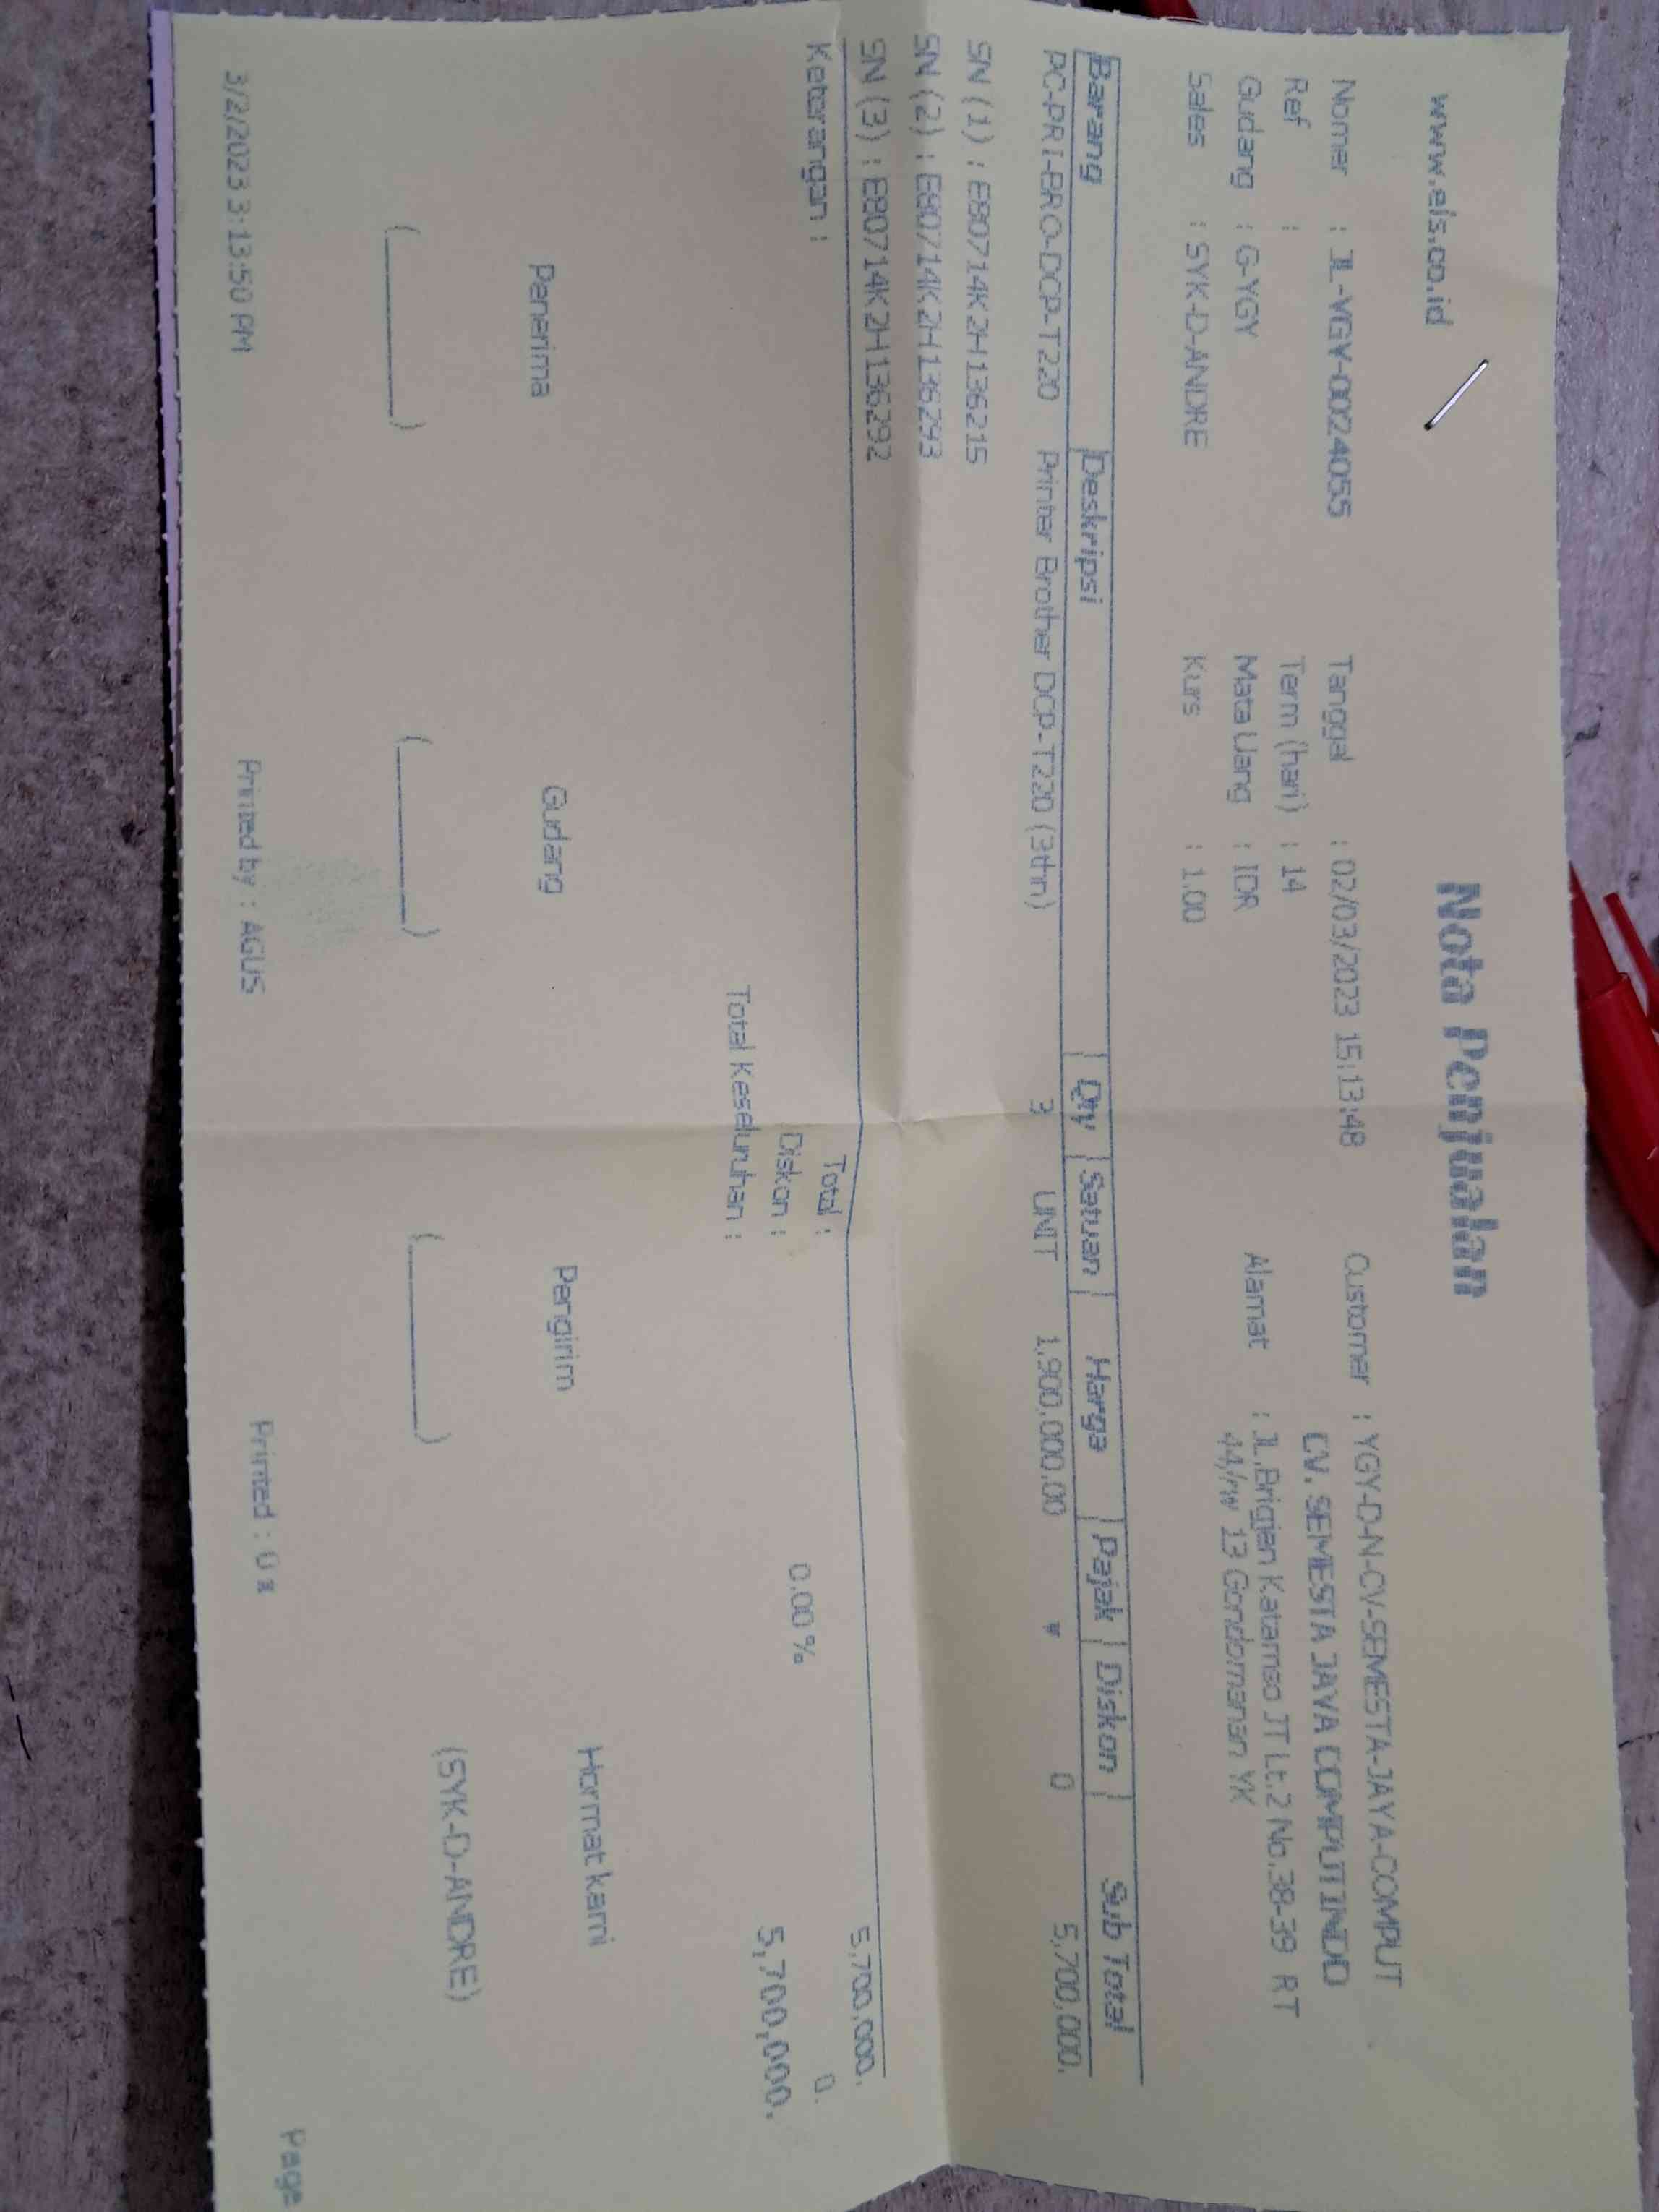 www.els.co.id
Nota Penjualan
Nomer : JL-YGY-0024055
Ref :
Gudang : G-YGY
Sales : SYK-D-ANDRE
Tanggal : 02/03/2023 15:13:48
Term (hari) : 14
Mata Uang : IDR
Kurs : 1.00
Customer : YGY-D-N-CV-SEMESTA-JAYA-COMPUT
CV. SEMESTA JAYA COMPUTINDO
Alamat : JL.Brigjen Katamso JT Lt.2 No.38-39 RT
44/rw 13 Gondomanan YK
Barang Deskripsi Qty Satuan Harga Pajak Diskon Sub Total
PC-PRI-BRO-DCP-T220 Printer Brother DCP-T220 (3thn) 3 UNIT 1,900,000.00 0 5,700,000.
SN (1) : E80714K2H136215
SN (2) : E80714K2H136293
SN (3) : E80714K2H136292
Keterangan :
Total : 5,700,000.
Diskon : 0.00 % 0.
Total Keseluruhan : 5,700,000.
Penerima Gudang Pengirim Hormat kami
(________) (________) (________) (SYK-D-ANDRE)
3/2/2023 3:13:50 PM Printed by : AGUS Printed : 0 x Page